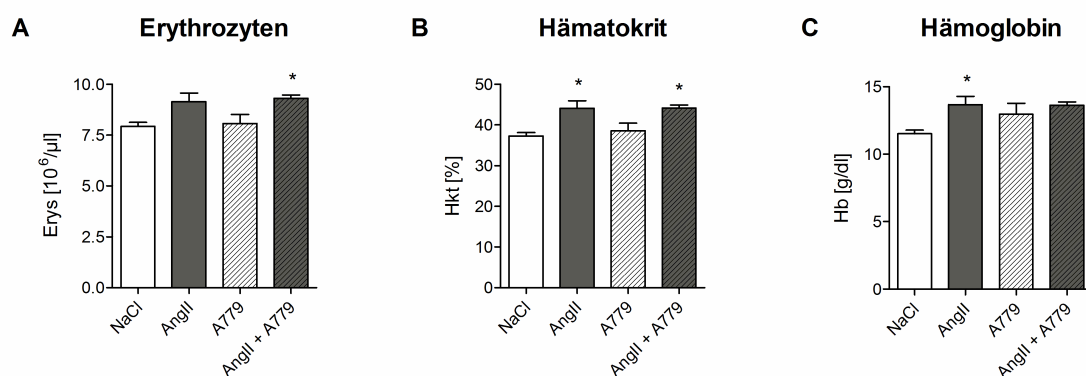 A Erythrozyten
Erys [10⁶/µl]
10.0
7.5
5.0
2.5
0.0
*
NaCl
AngII
A779
AngII + A779
B Hämatokrit
Hkt [%]
50
40
30
20
10
0
*
*
NaCl
AngII
A779
AngII + A779
C Hämoglobin
Hb [g/dl]
15
10
5
0
*
NaCl
AngII
A779
AngII + A779